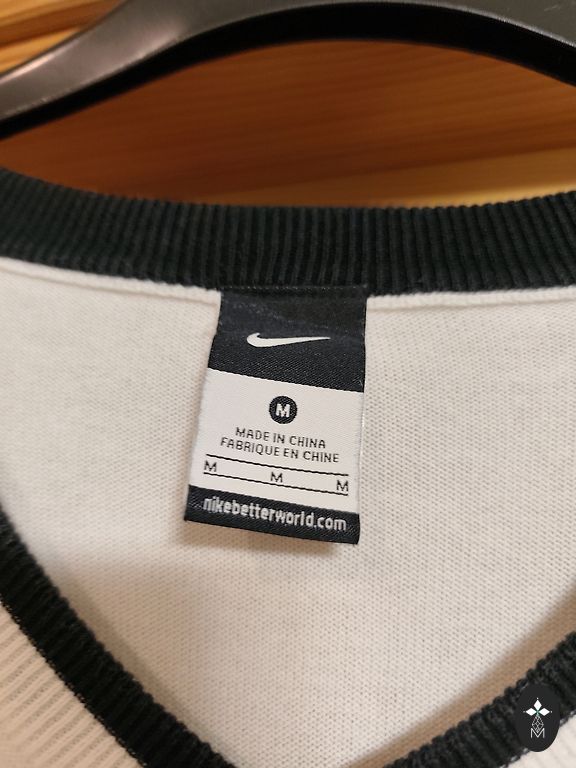 M
MADE IN CHINA
FABRIQUE EN CHINE
M M M
nikebetterworld.com
M